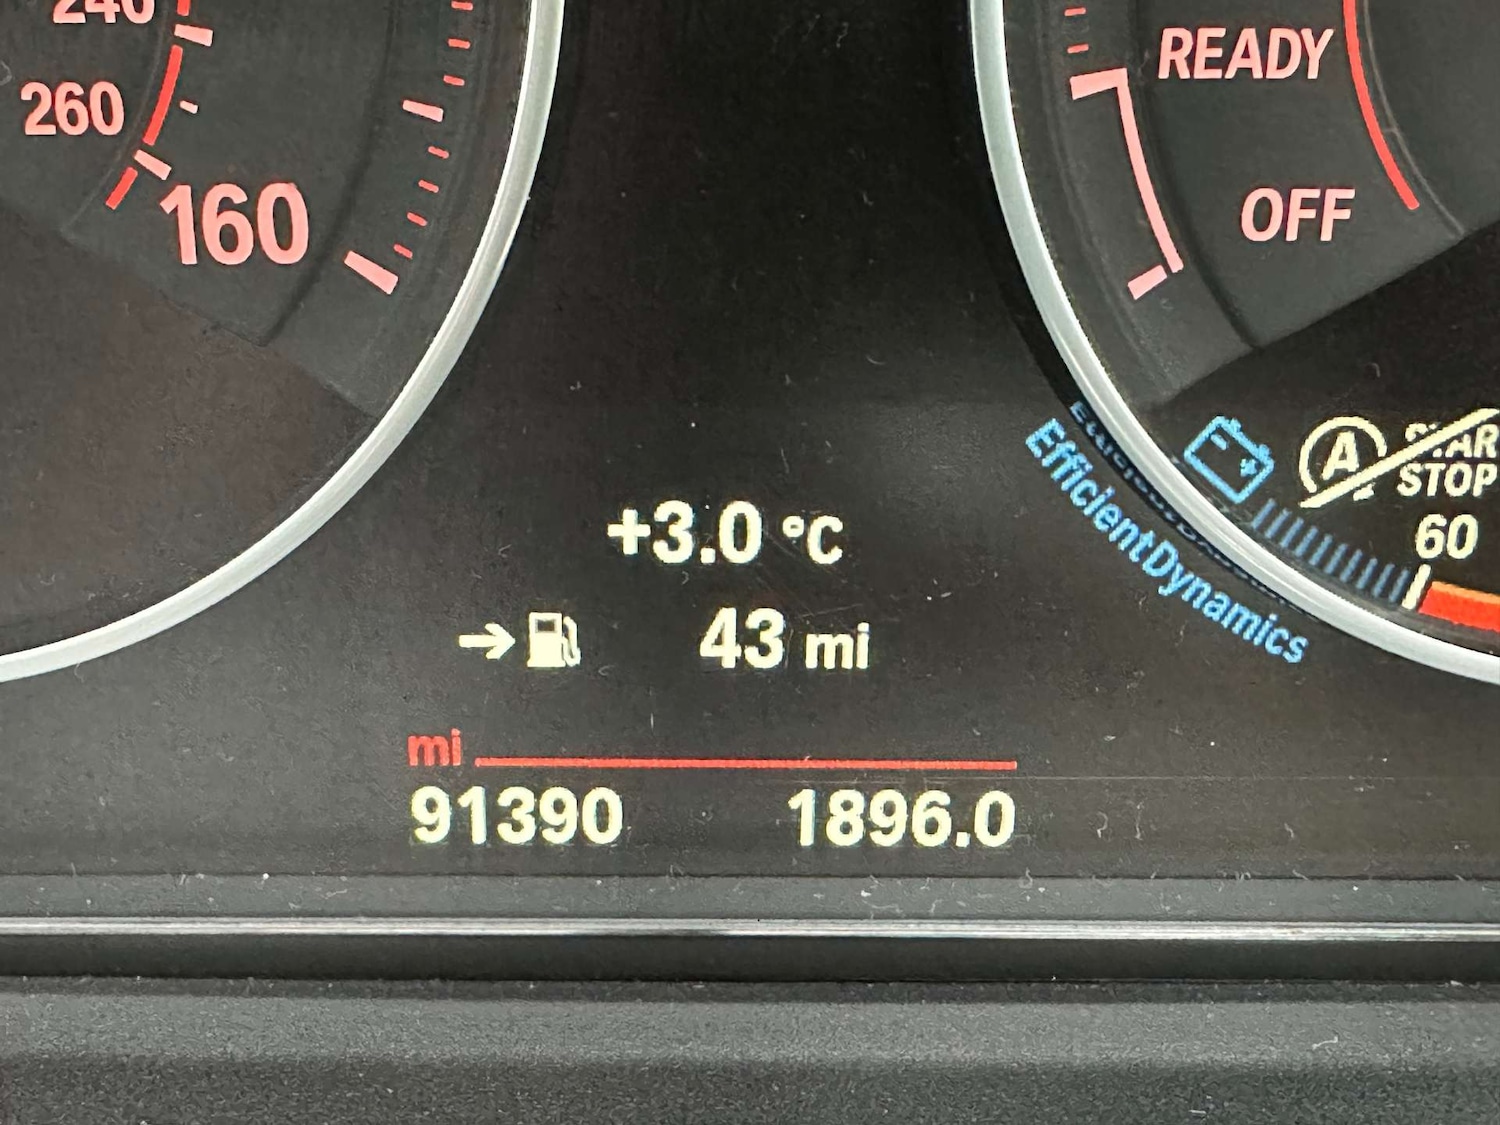 240
260
160
READY
OFF
+3.0 °C
43 mi
mi
91390 1896.0
EfficientDynamics
A
STOP
60